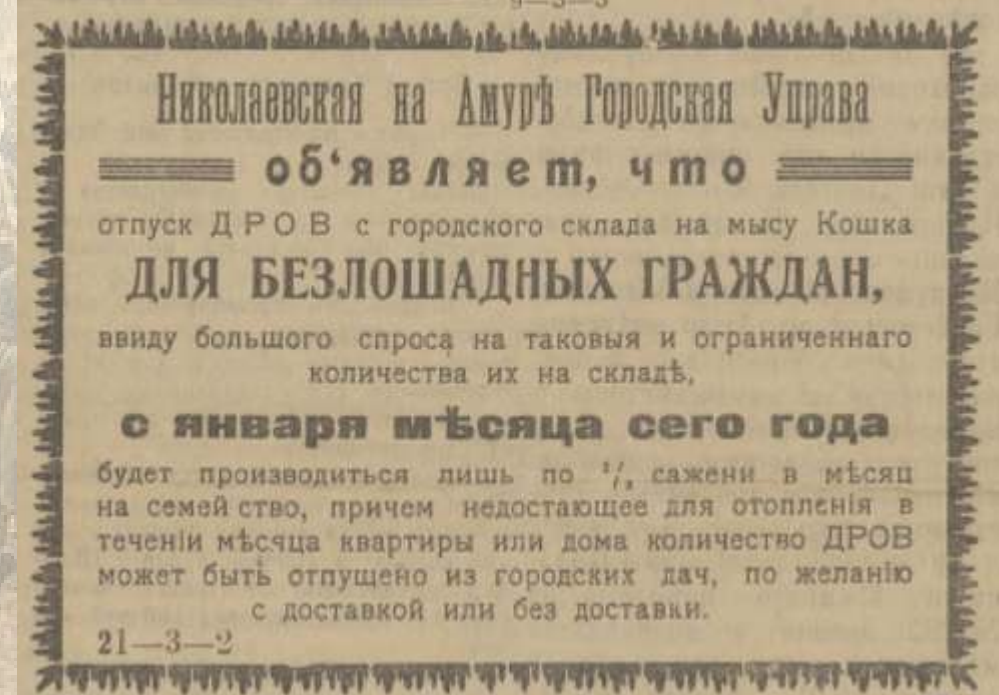 Николаевская на Амурѣ Городская Управа
об‘являет, что
отпуск ДРОВ с городского склада на мысу Кошка
ДЛЯ БЕЗЛОШАДНЫХ ГРАЖДАН,
ввиду большого спроса на таковыя и ограниченнаго
количества их на складѣ,
с января мѣсяца сего года
будет производиться лишь по сажени в мѣсяц
на семей ство, причем недостающее для отопленія в
теченіи мѣсяца квартиры или дома количество ДРОВ
может быть отпущено из городских дач, по желанію
с доставкой или без доставки.
21—3—2